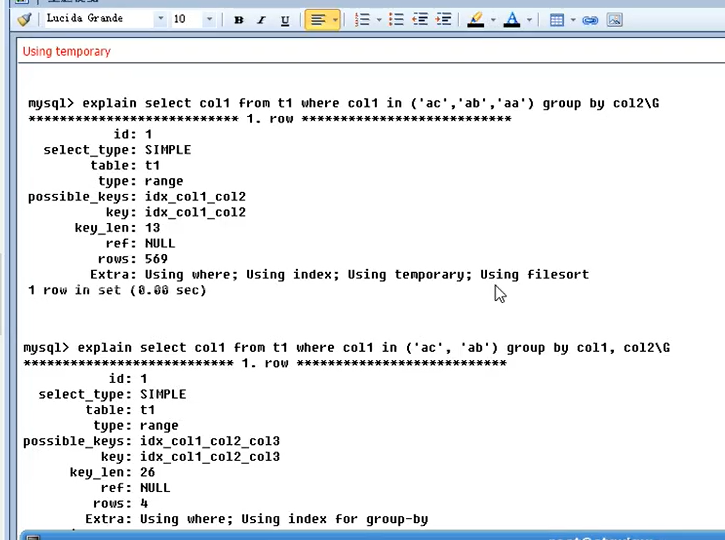 Lucida Grande 10 B I U A
Using temporary
mysql> explain select col1 from t1 where col1 in ('ac','ab','aa') group by col2\G
*************************** 1. row ***************************
id: 1
select_type: SIMPLE
table: t1
type: range
possible_keys: idx_col1_col2
key: idx_col1_col2
key_len: 13
ref: NULL
rows: 569
Extra: Using where; Using index; Using temporary; Using filesort
1 row in set (0.00 sec)
mysql> explain select col1 from t1 where col1 in ('ac', 'ab') group by col1, col2\G
*************************** 1. row ***************************
id: 1
select_type: SIMPLE
table: t1
type: range
possible_keys: idx_col1_col2_col3
key: idx_col1_col2_col3
key_len: 26
ref: NULL
rows: 4
Extra: Using where; Using index for group-by